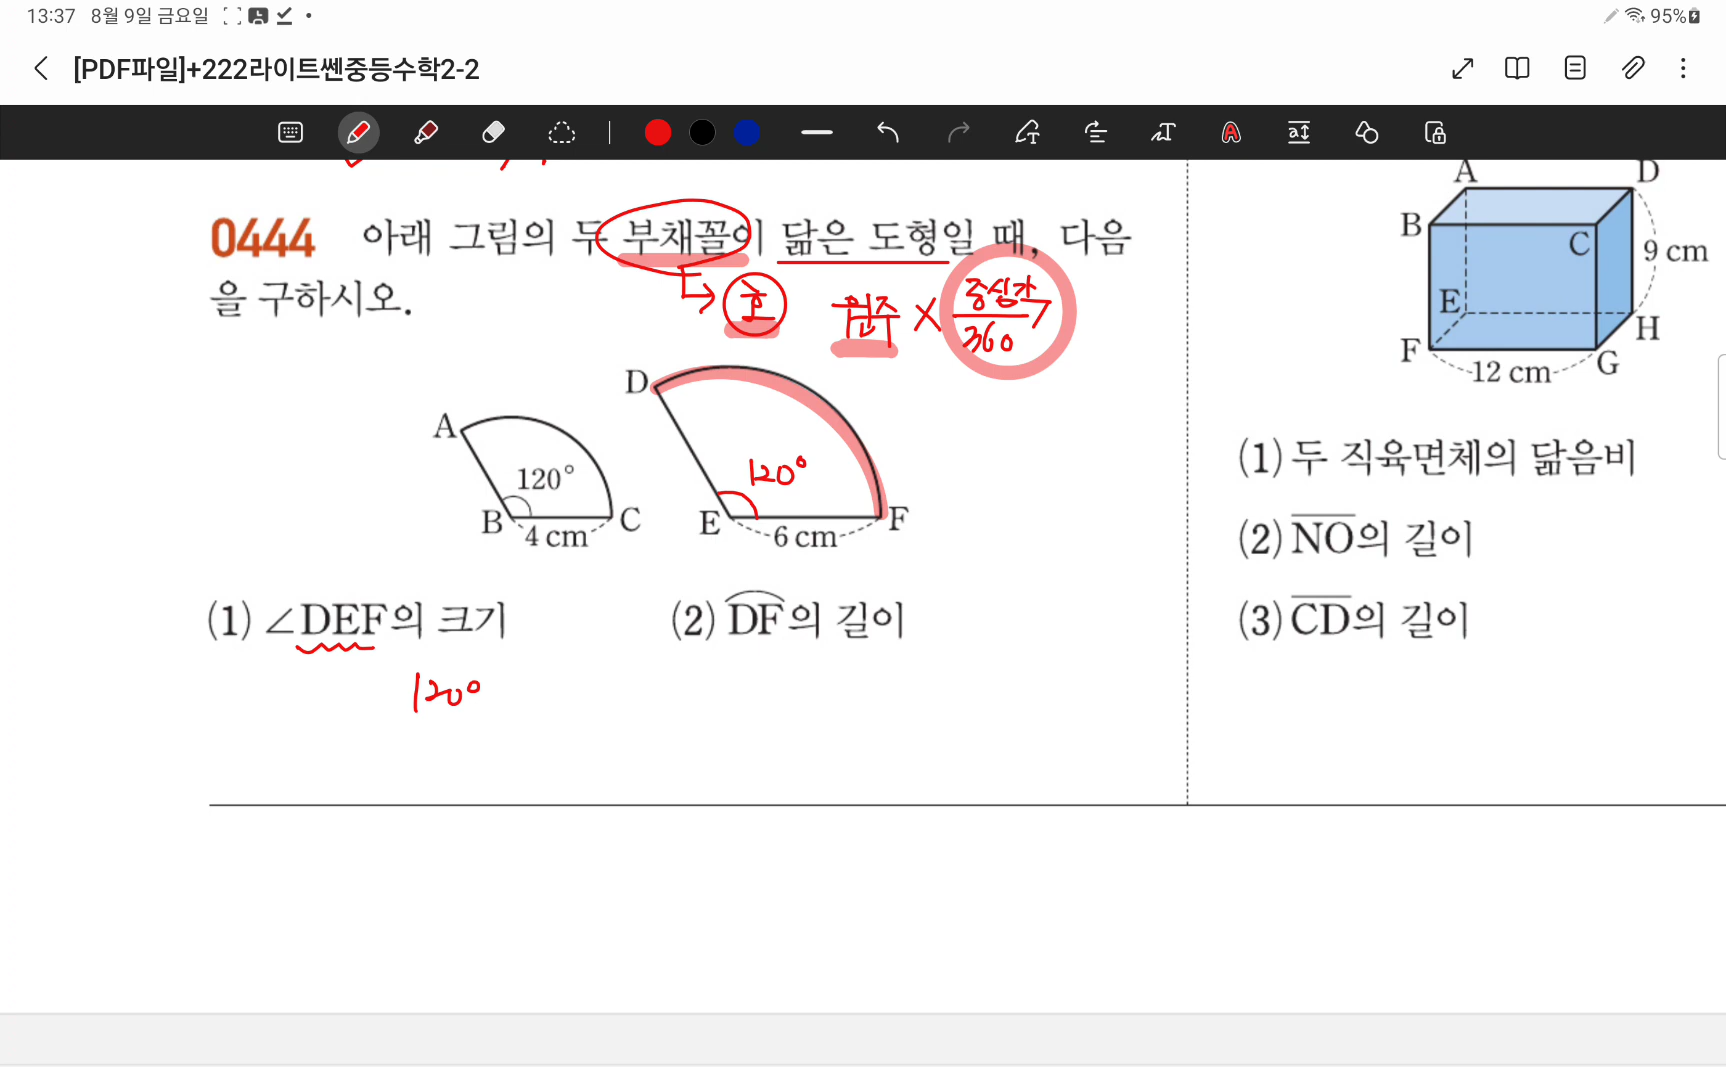 13:37 8월 9일 금요일
95%
[PDF파일]+222라이트쎈중등수학2-2
0444 아래 그림의 두 부채꼴이 닮은 도형일 때, 다음
을 구하시오.
호 원주 × 중심각
360
D
A
120°
B
4 cm
C
120°
E
6 cm
F
(1) ∠DEF의 크기
(2) DF의 길이
120°
A
D
B
C
9 cm
E
H
F
G
12 cm
(1) 두 직육면체의 닮음비
(2) NO의 길이
(3) CD의 길이